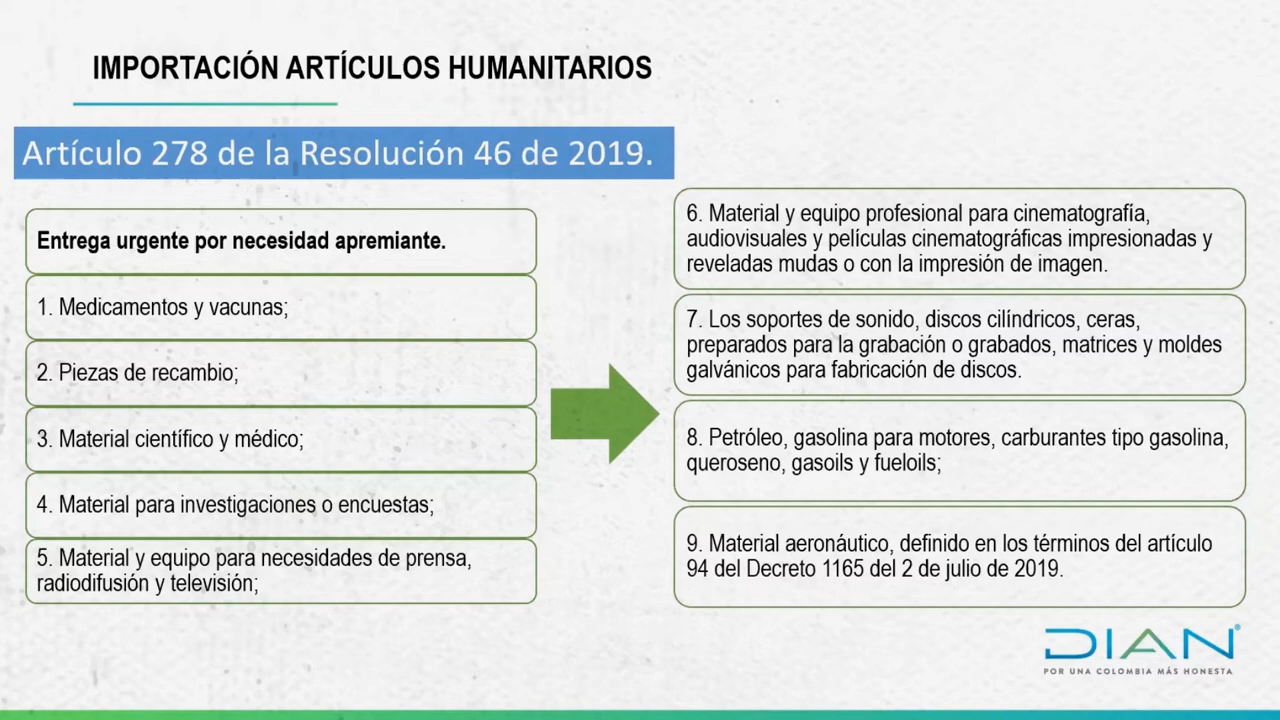 IMPORTACIÓN ARTÍCULOS HUMANITARIOS
Artículo 278 de la Resolución 46 de 2019.
Entrega urgente por necesidad apremiante.
1. Medicamentos y vacunas;
2. Piezas de recambio;
3. Material científico y médico;
4. Material para investigaciones o encuestas;
5. Material y equipo para necesidades de prensa,
radiodifusión y televisión;
6. Material y equipo profesional para cinematografía,
audiovisuales y películas cinematográficas impresionadas y
reveladas mudas o con la impresión de imagen.
7. Los soportes de sonido, discos cilíndricos, ceras,
preparados para la grabación o grabados, matrices y moldes
galvánicos para fabricación de discos.
8. Petróleo, gasolina para motores, carburantes tipo gasolina,
queroseno, gasoils y fueloils;
9. Material aeronáutico, definido en los términos del artículo
94 del Decreto 1165 del 2 de julio de 2019.
DIAN®
POR UNA COLOMBIA MÁS HONESTA